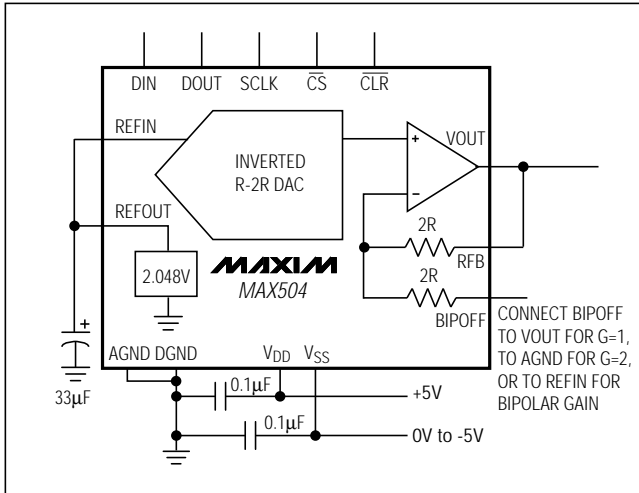 DIN DOUT SCLK CS CLR
REFIN
INVERTED
R-2R DAC
+
VOUT
−
REFOUT
2.048V
MAXIM
MAX504
2R
RFB
2R
BIPOFF
CONNECT BIPOFF
TO VOUT FOR G=1,
TO AGND FOR G=2,
OR TO REFIN FOR
BIPOLAR GAIN
+
33µF
AGND DGND VDD VSS
0.1µF
+5V
0.1µF
0V to -5V